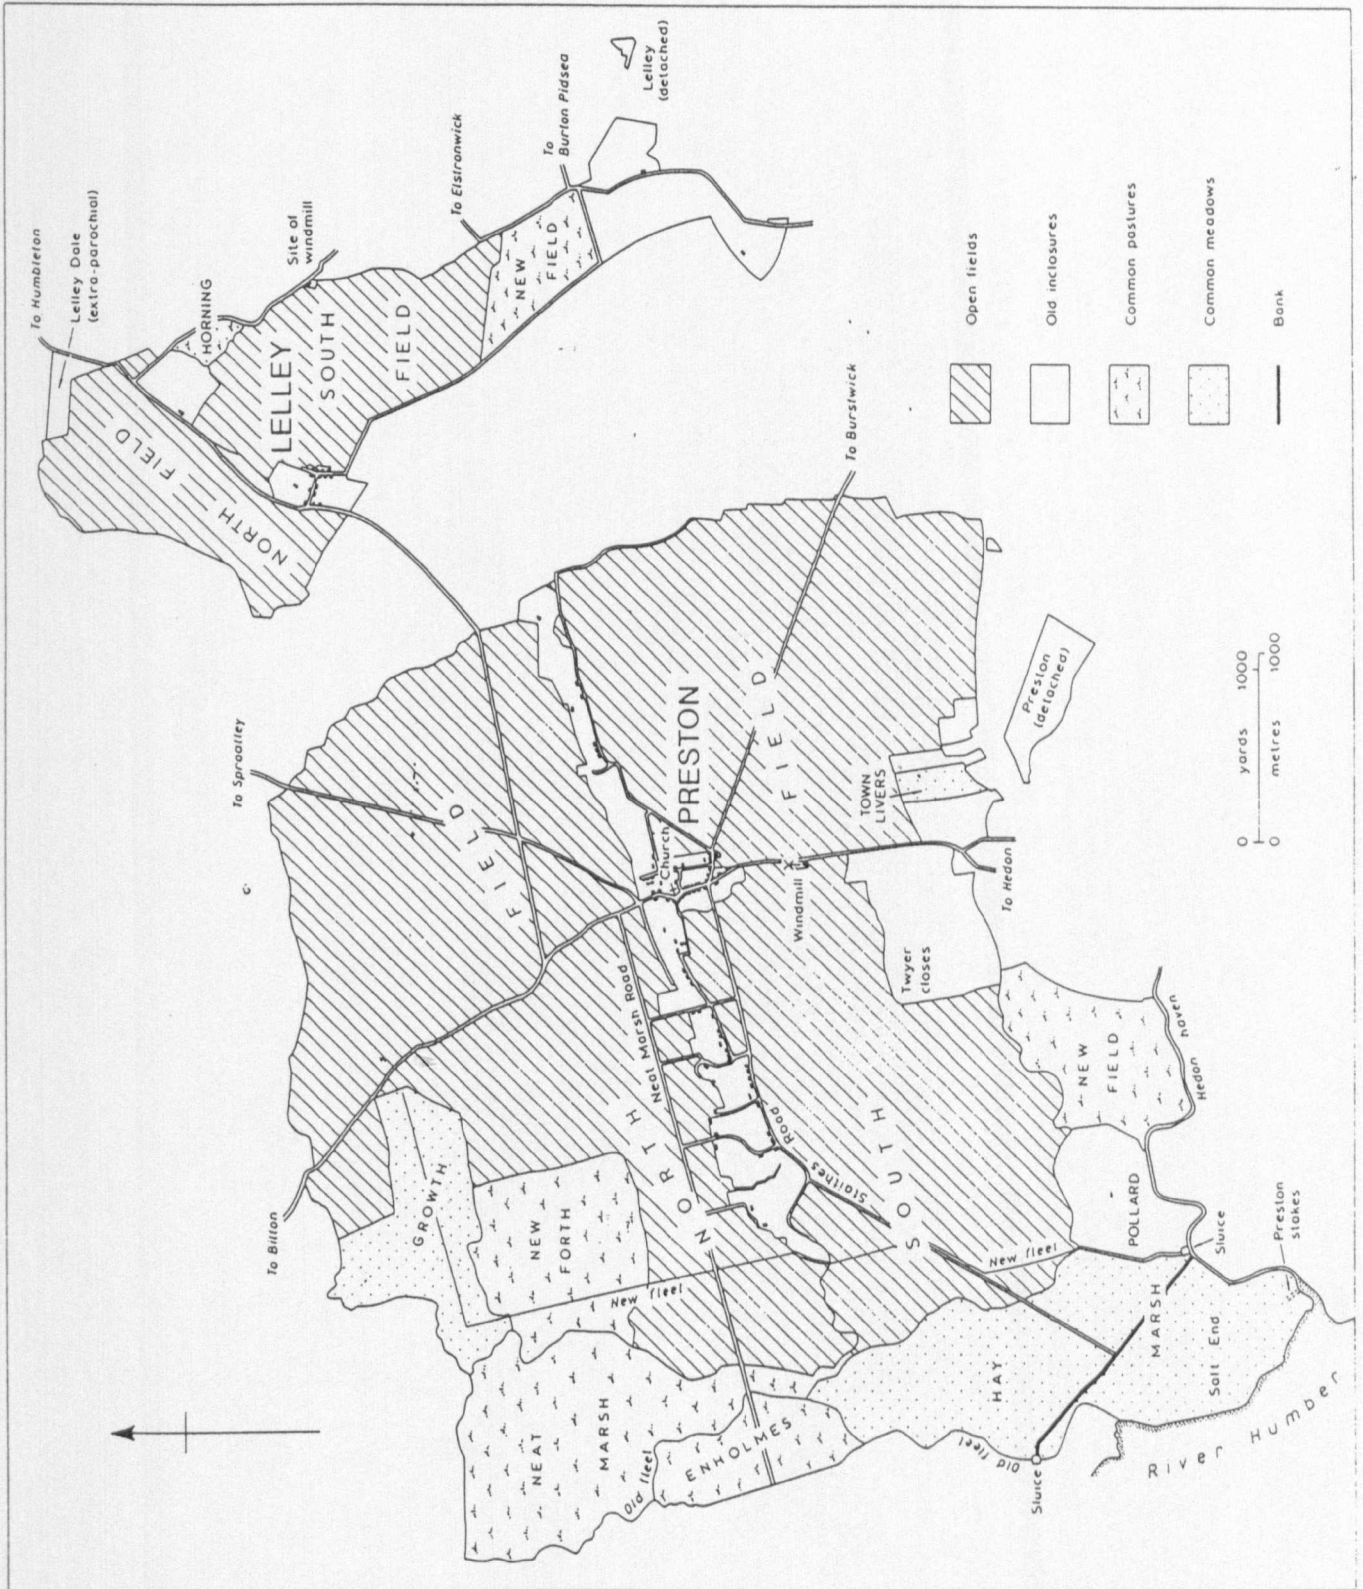 To Humbleton
Lelley Dale
(extra-parochial)
HORNING
Site of
windmill
NORTH FIELD
LELLEY
SOUTH
FIELD
To Elstronwick
NEW
FIELD
To
Burton Pidsea
Lelley
(detached)
To Sproatley
To Bilton
NORTH FIELD
GROWTH
NEW
FORTH
New fleet
Neat Marsh Road
NEAT
MARSH
Old fleet
ENHOLMES
Church
PRESTON
To Burstwick
SOUTH FIELD
Staithes Road
Windmill
TOWN
LIVERS
Twyer
closes
To Hedon
Preston
(detached)
NEW
FIELD
Hedon haven
POLLARD
New fleet
HAY
MARSH
Salt End
Old fleet
Sluice
Sluice
Preston
stakes
River Humber
Open fields
Old inclosures
Common pastures
Common meadows
Bank
0 yards 1000
0 metres 1000